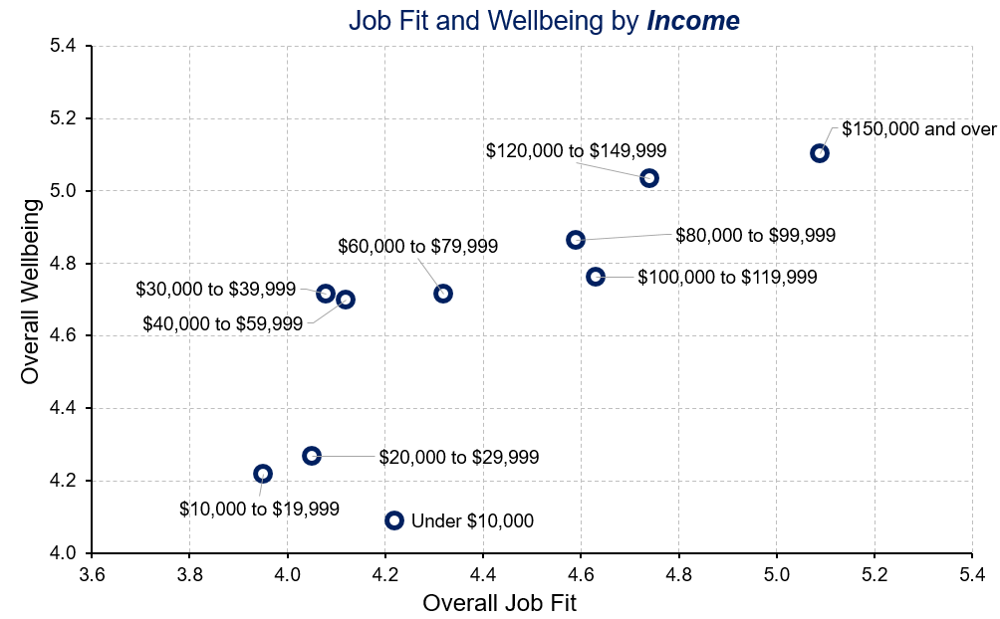 Job Fit and Wellbeing by Income
5.4
5.2
5.0
4.8
4.6
4.4
4.2
4.0
Overall Wellbeing
$150,000 and over
$120,000 to $149,999
$80,000 to $99,999
$60,000 to $79,999
$100,000 to $119,999
$30,000 to $39,999
$40,000 to $59,999
$20,000 to $29,999
$10,000 to $19,999
Under $10,000
3.6 3.8 4.0 4.2 4.4 4.6 4.8 5.0 5.2 5.4
Overall Job Fit